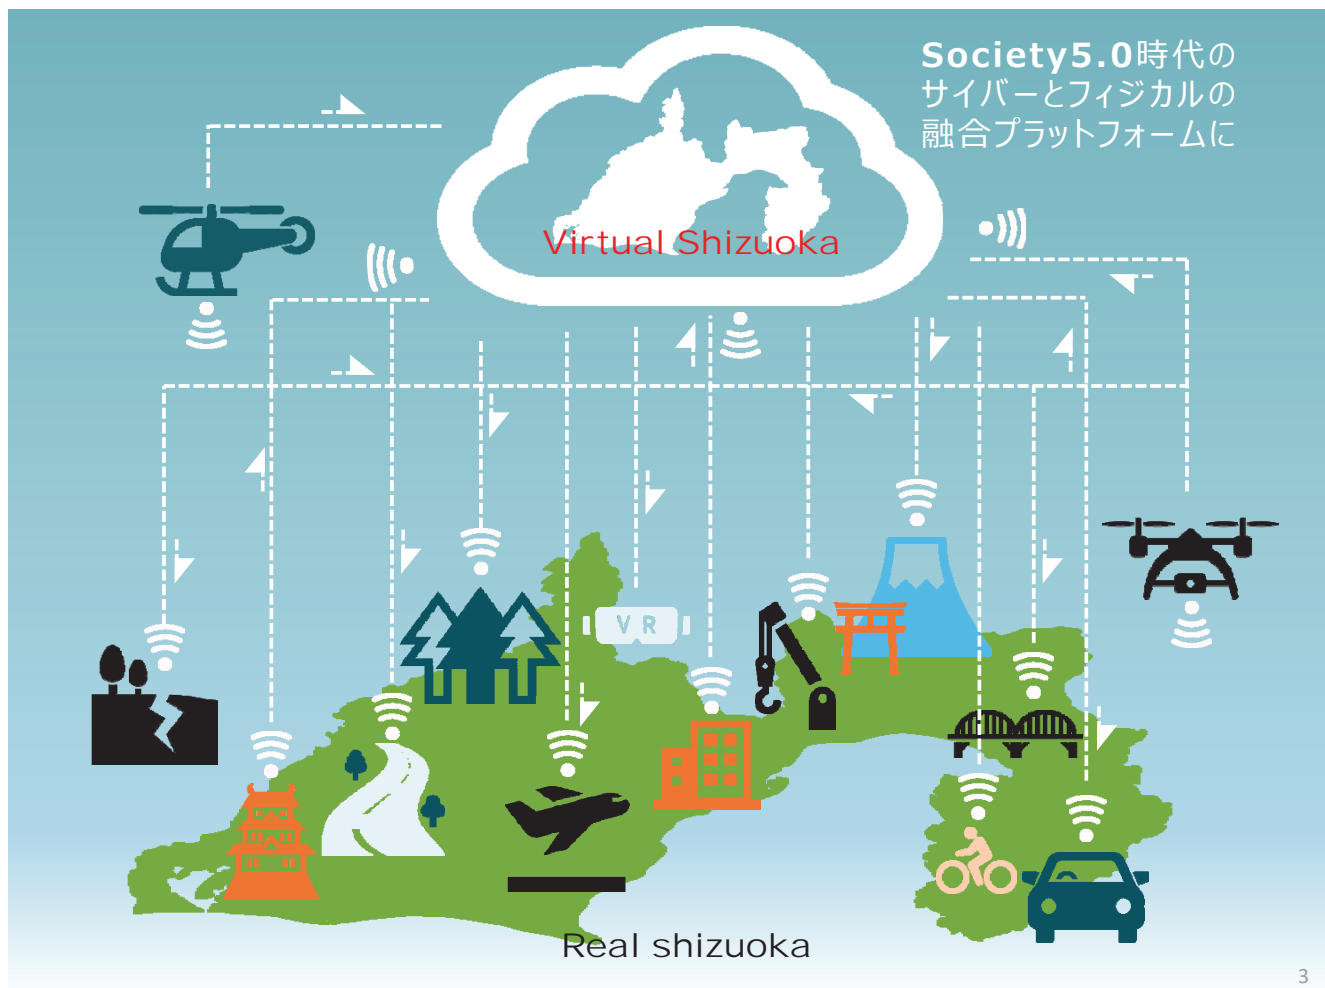 Society5.0時代の
サイバーとフィジカルの
融合プラットフォームに
Virtual Shizuoka
VR
Real shizuoka
3